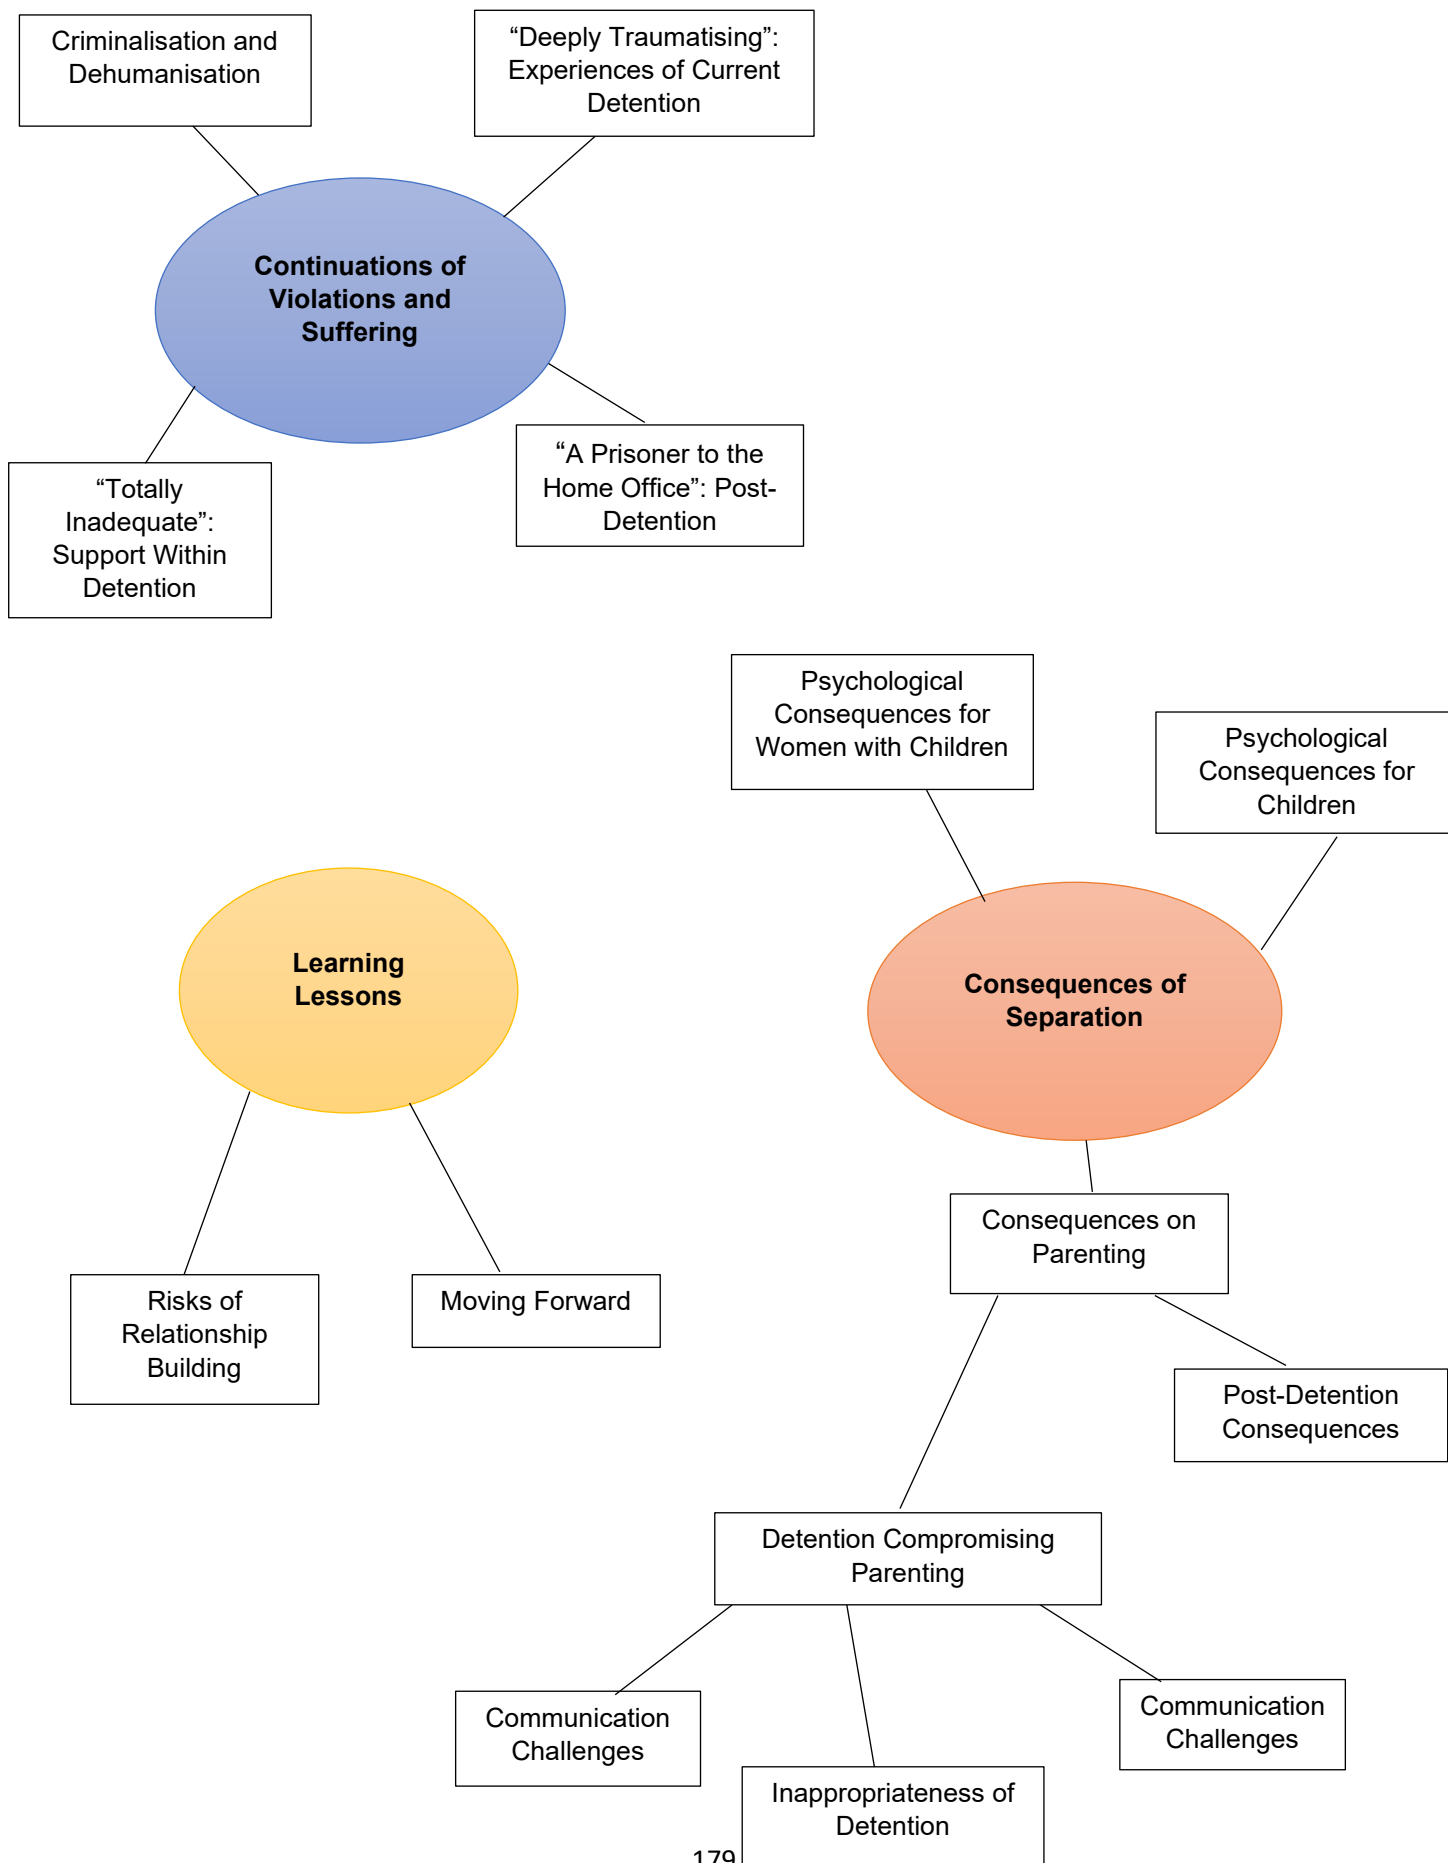 Criminalisation and
Dehumanisation
“Deeply Traumatising”:
Experiences of Current
Detention
Continuations of
Violations and
Suffering
“Totally
Inadequate”:
Support Within
Detention
“A Prisoner to the
Home Office”: Post-
Detention
Psychological
Consequences for
Women with Children
Psychological
Consequences for
Children
Learning
Lessons
Consequences of
Separation
Consequences on
Parenting
Risks of
Relationship
Building
Moving Forward
Post-Detention
Consequences
Detention Compromising
Parenting
Communication
Challenges
Communication
Challenges
Inappropriateness of
Detention
179